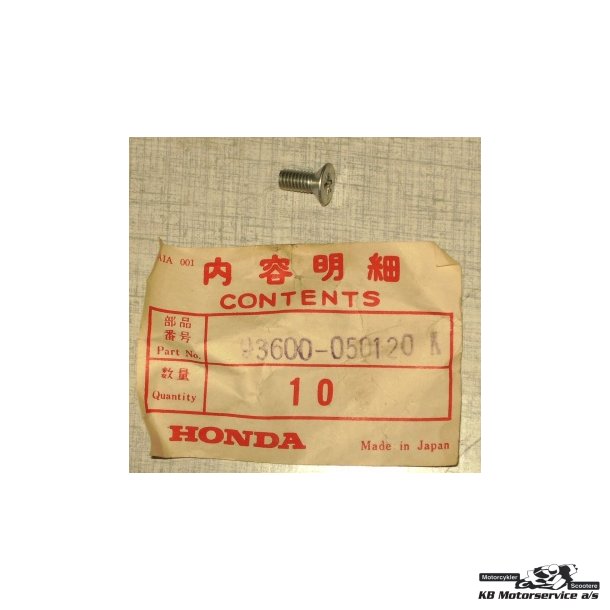 AIA 001
内容明細
CONTENTS
部品
番号
Part No.
93600-050120 A
数量
Quantity
10
HONDA
Made in Japan
Motorcykler
Scootere
KB Motorservice a/s